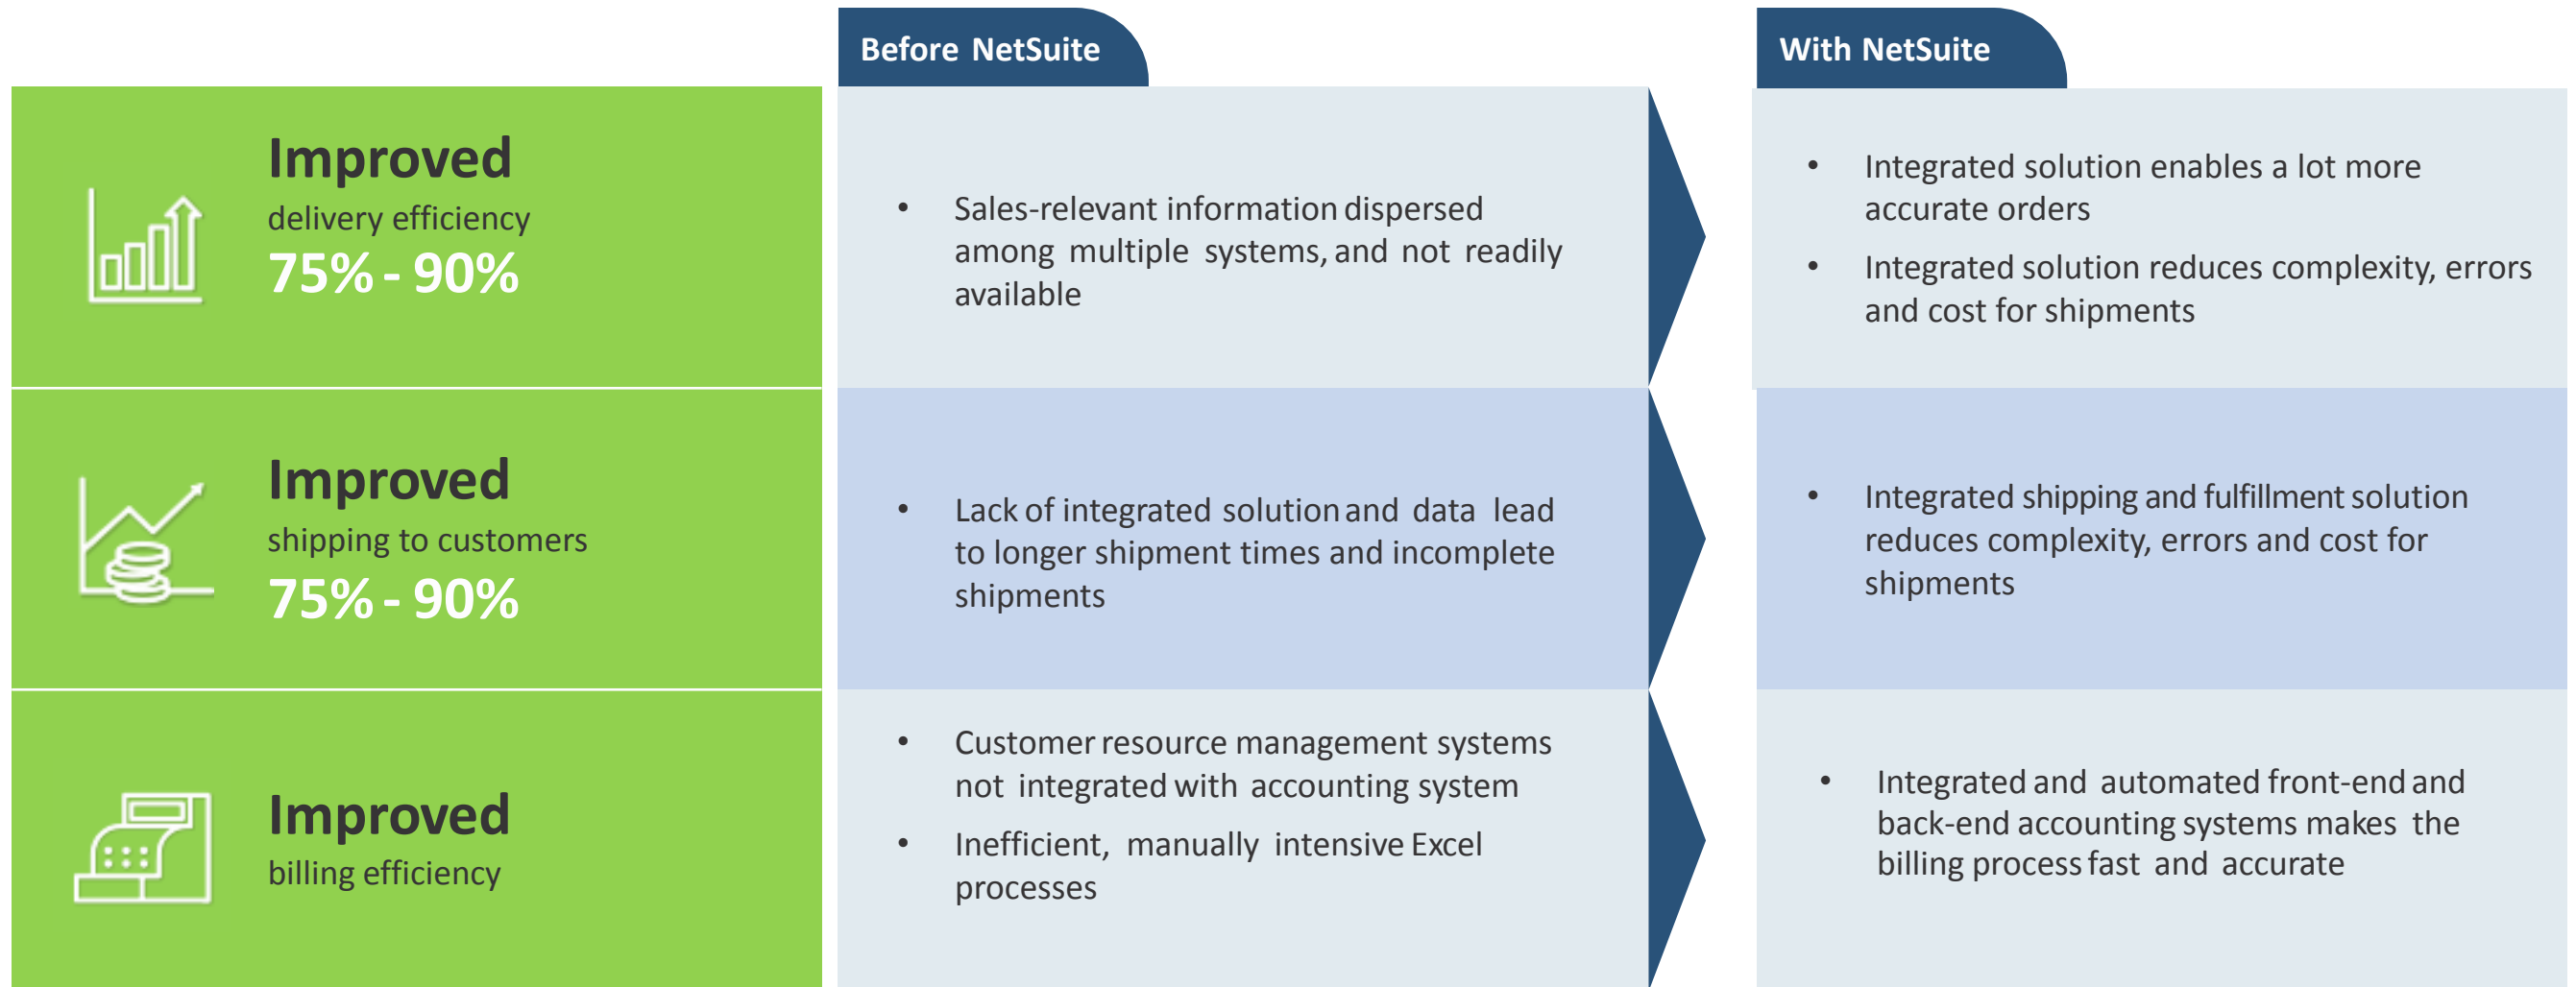 Before NetSuite
With NetSuite
Improved
delivery efficiency
75% - 90%
• Sales-relevant information dispersed
among multiple systems, and not readily
available
• Integrated solution enables a lot more
accurate orders
• Integrated solution reduces complexity, errors
and cost for shipments
Improved
shipping to customers
75% - 90%
• Lack of integrated solution and data lead
to longer shipment times and incomplete
shipments
• Integrated shipping and fulfillment solution
reduces complexity, errors and cost for
shipments
Improved
billing efficiency
• Customer resource management systems
not integrated with accounting system
• Inefficient, manually intensive Excel
processes
• Integrated and automated front-end and
back-end accounting systems makes the
billing process fast and accurate